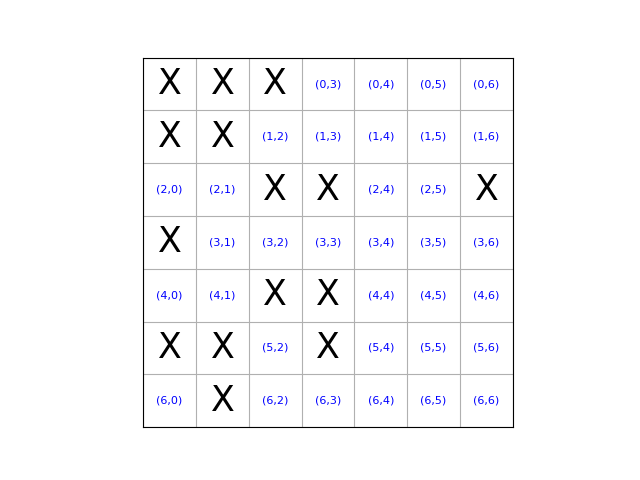 X X X (0,3) (0,4) (0,5) (0,6)
X X (1,2) (1,3) (1,4) (1,5) (1,6)
(2,0) (2,1) X X (2,4) (2,5) X
X (3,1) (3,2) (3,3) (3,4) (3,5) (3,6)
(4,0) (4,1) X X (4,4) (4,5) (4,6)
X X (5,2) X (5,4) (5,5) (5,6)
(6,0) X (6,2) (6,3) (6,4) (6,5) (6,6)